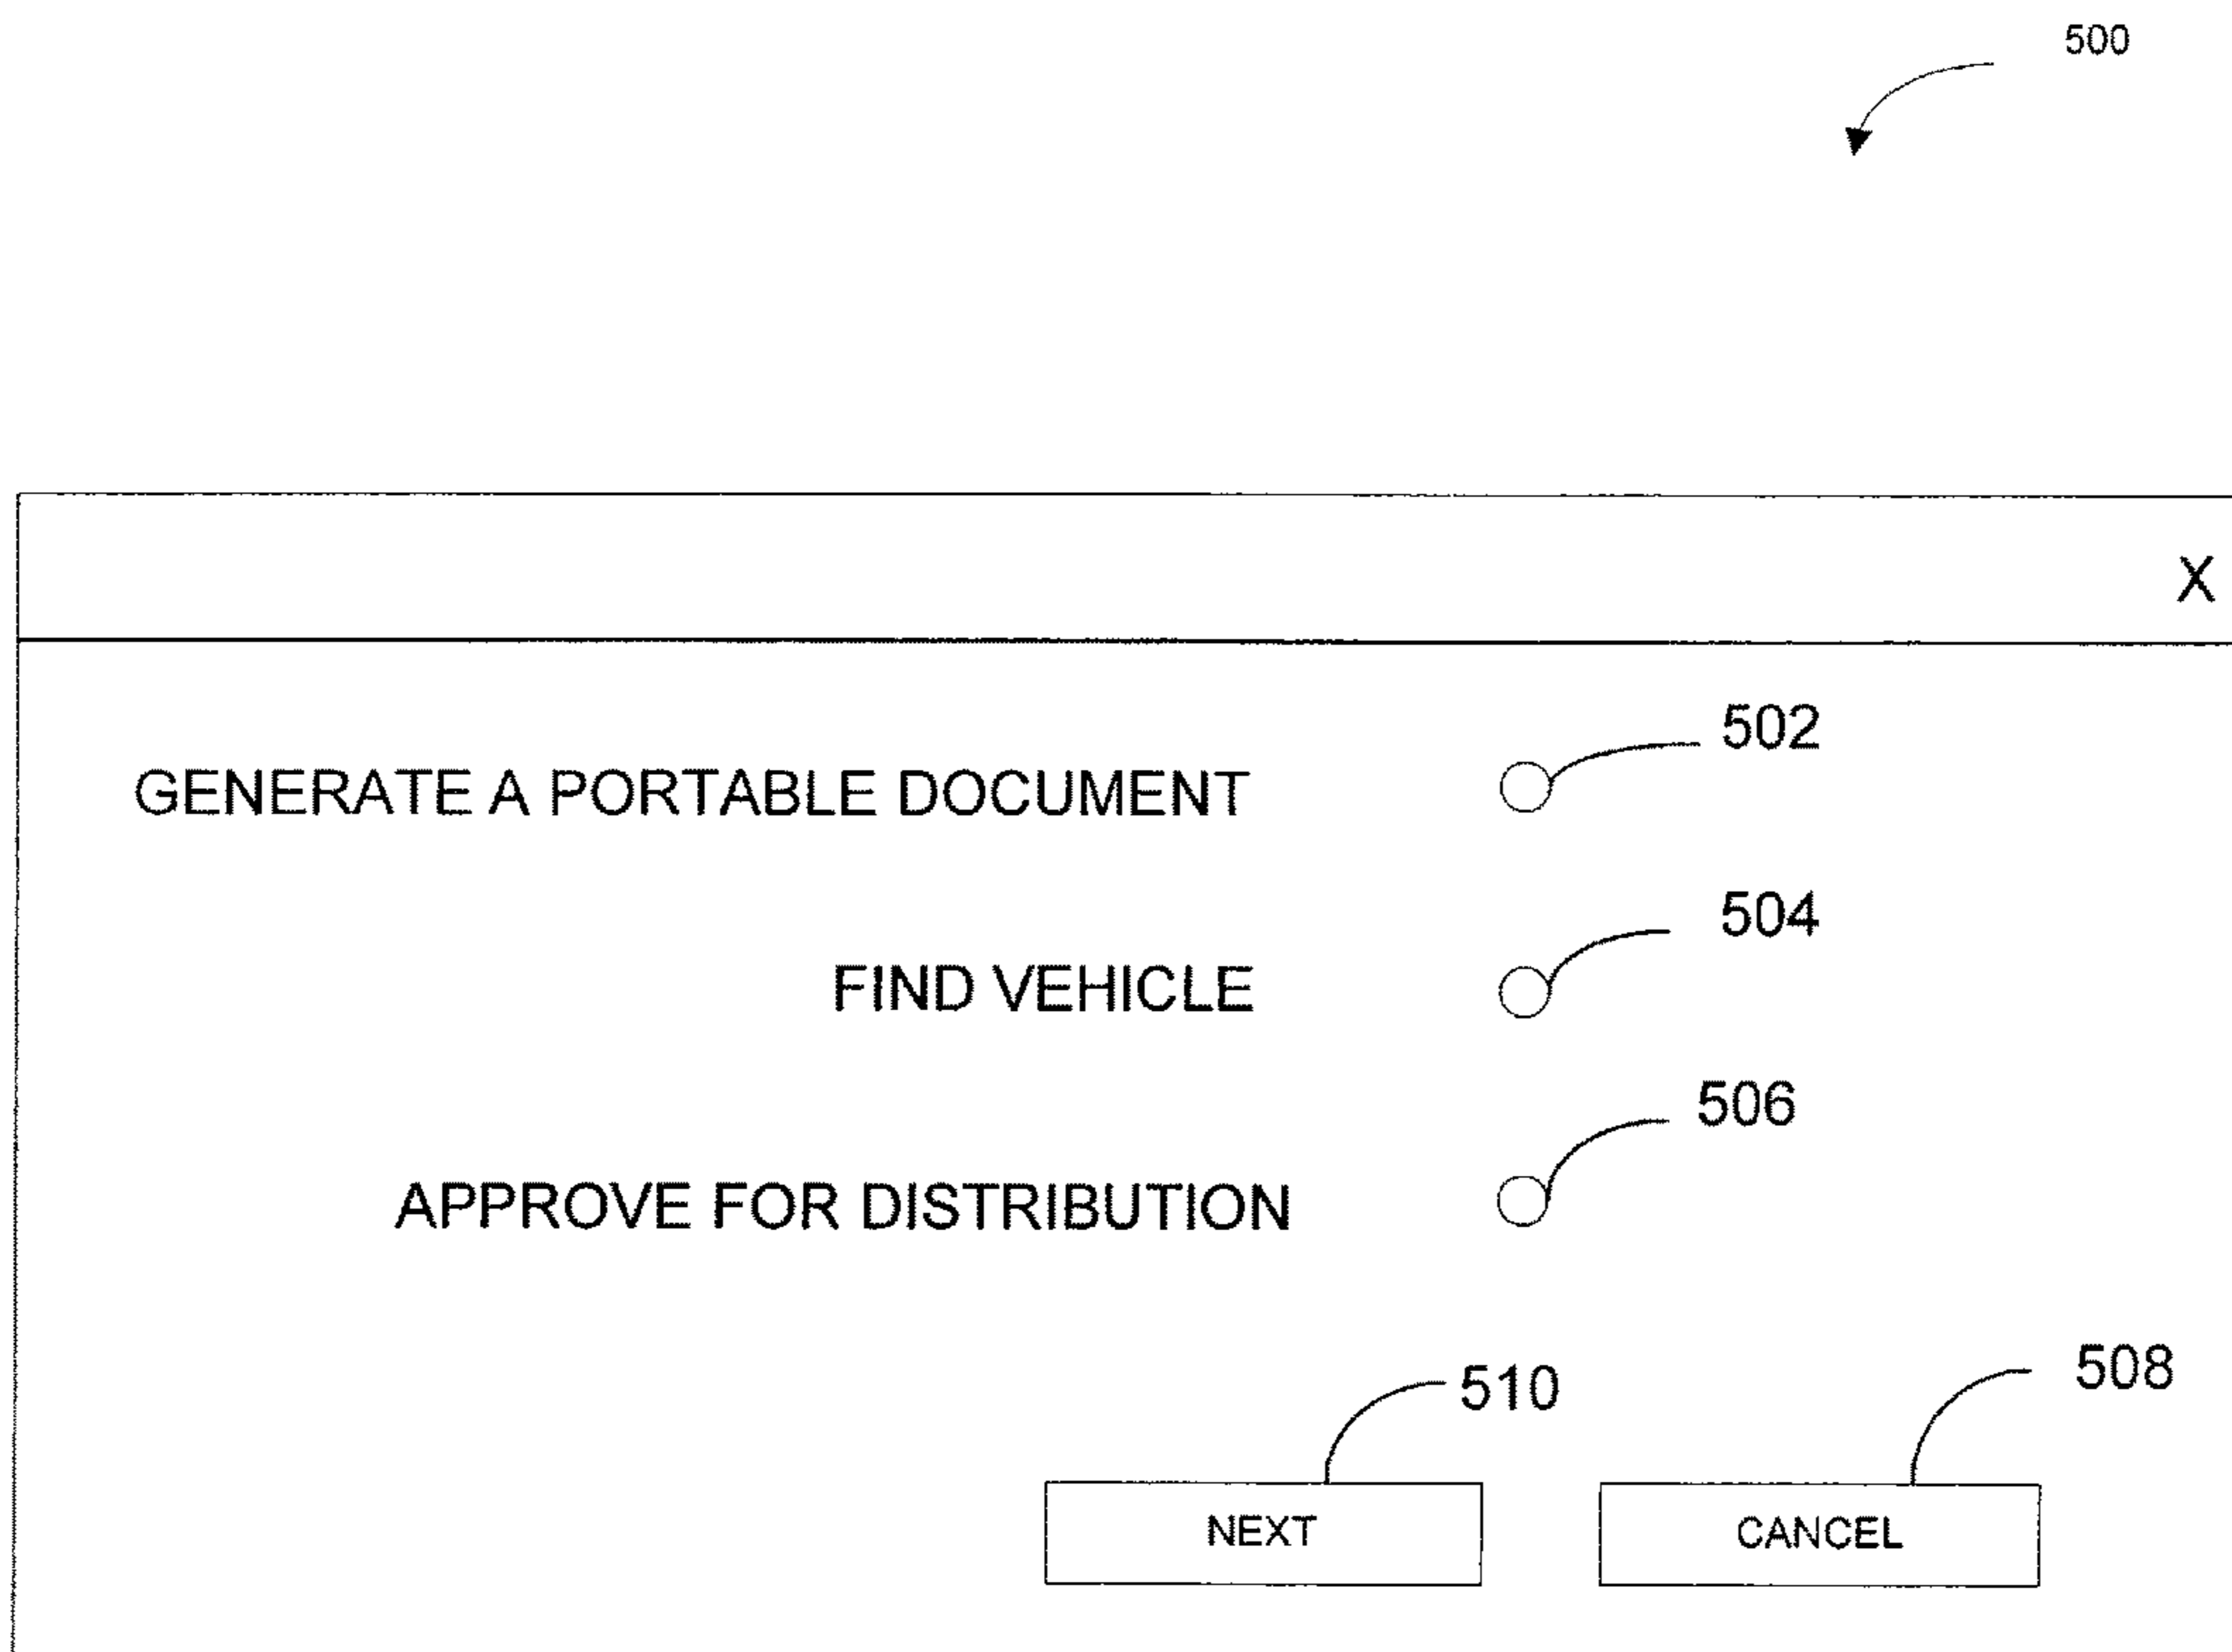 500
X
502
GENERATE A PORTABLE DOCUMENT
504
FIND VEHICLE
506
APPROVE FOR DISTRIBUTION
510
508
NEXT
CANCEL